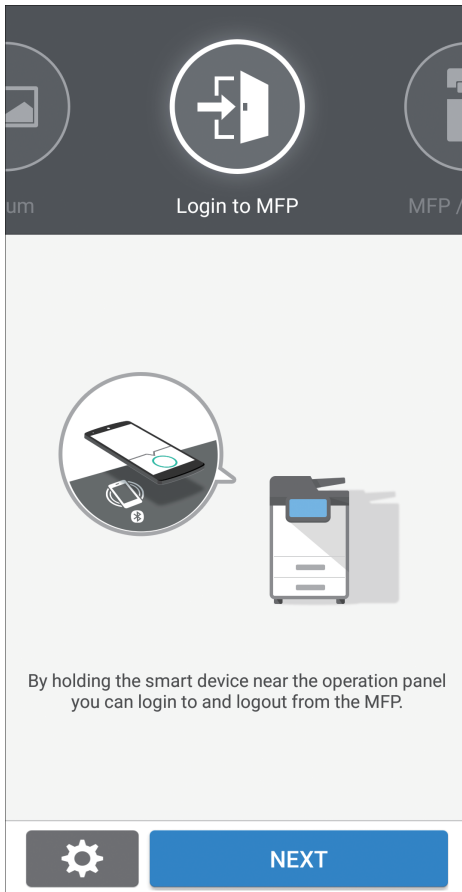 um
Login to MFP
MFP /
By holding the smart device near the operation panel
you can login to and logout from the MFP.
NEXT